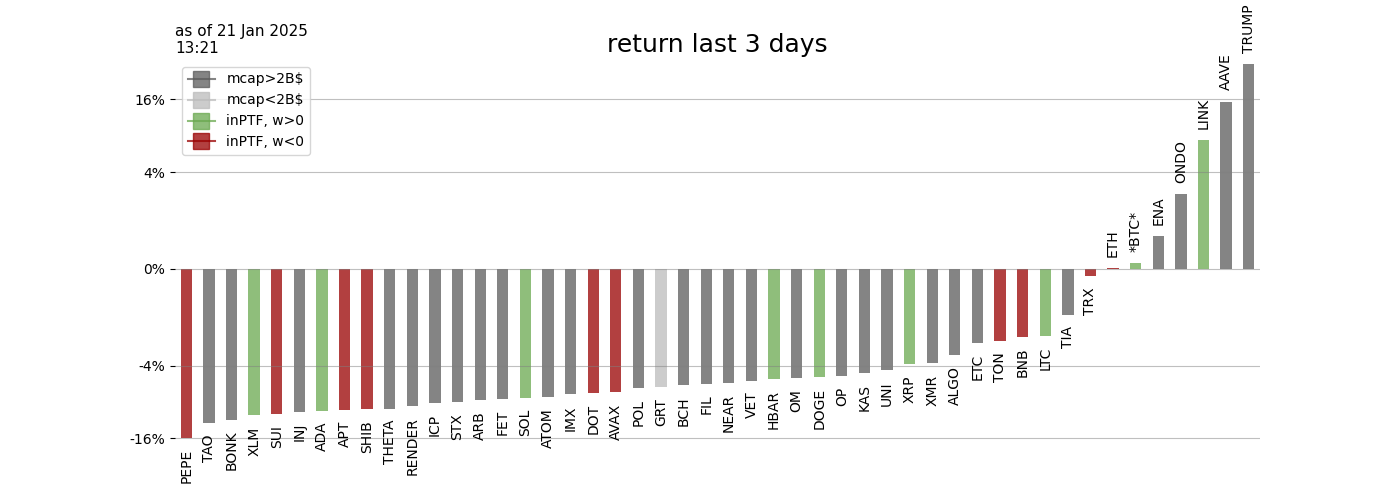 as of 21 Jan 2025
13:21
return last 3 days
mcap>2B$
mcap<2B$
inPTF, w>0
inPTF, w<0
16%
4%
0%
-4%
-16%
PEPE
TAO
BONK
XLM
SUI
INJ
ADA
APT
SHIB
THETA
RENDER
ICP
STX
ARB
FET
SOL
ATOM
IMX
DOT
AVAX
POL
GRT
BCH
FIL
NEAR
VET
HBAR
OM
DOGE
OP
KAS
UNI
XRP
XMR
ALGO
ETC
TON
BNB
LTC
TIA
TRX
ETH
*BTC*
ENA
ONDO
LINK
AAVE
TRUMP